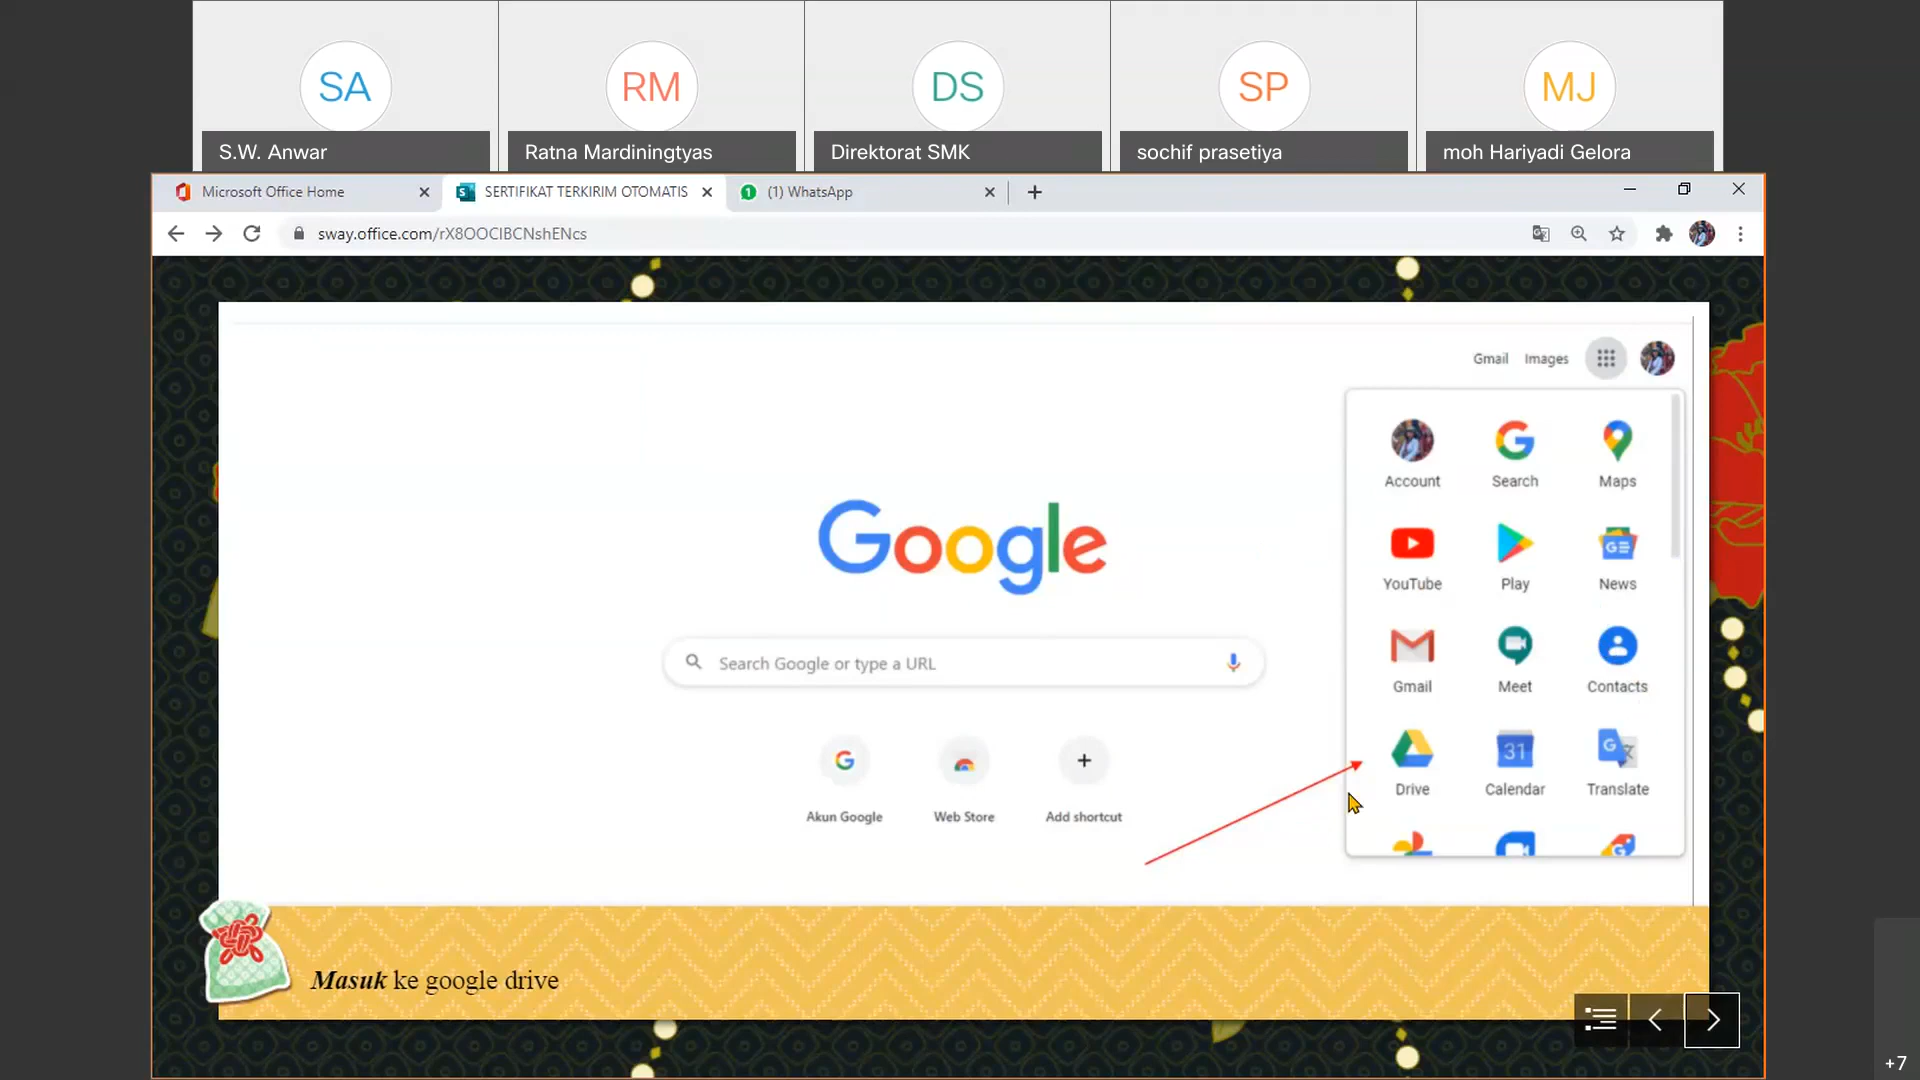 SA
RM
DS
SP
MJ
S.W. Anwar
Ratna Mardiningtyas
Direktorat SMK
sochif prasetiya
moh Hariyadi Gelora
Microsoft Office Home
SERTIFIKAT TERKIRIM OTOMATIS
1
(1) WhatsApp
sway.office.com/rX8OOCIBCNshENcs
Gmail
Images
Account
Search
Maps
Google
YouTube
Play
News
Search Google or type a URL
Gmail
Meet
Contacts
31
Drive
Calendar
Translate
Akun Google
Web Store
Add shortcut
Masuk ke google drive
+7